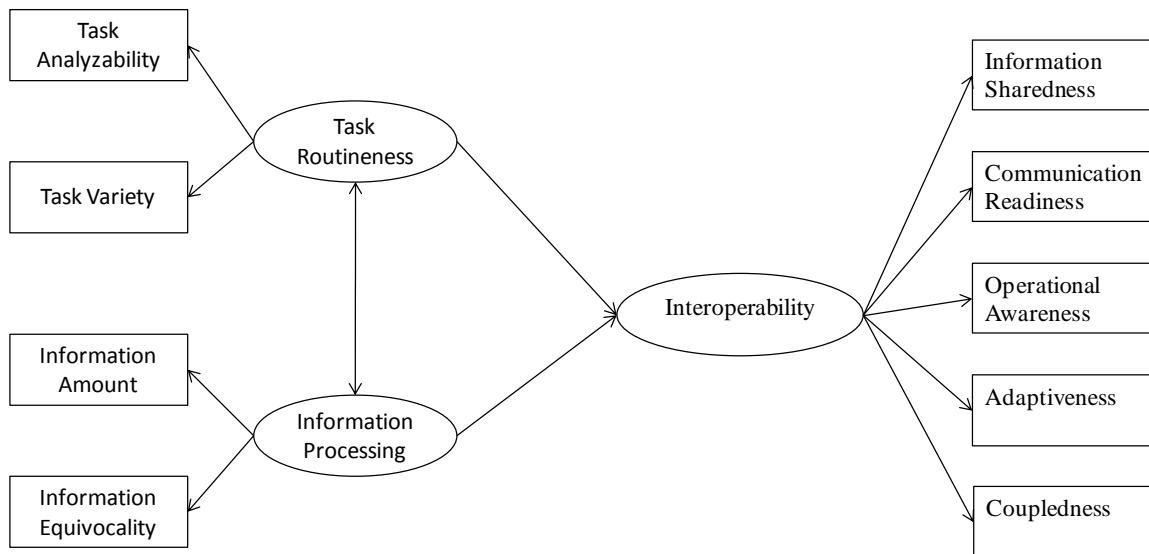 Task
Analyzability
Task Variety
Information
Amount
Information
Equivocality
Task
Routineness
Information
Processing
Interoperability
Information
Sharedness
Communication
Readiness
Operational
Awareness
Adaptiveness
Coupledness